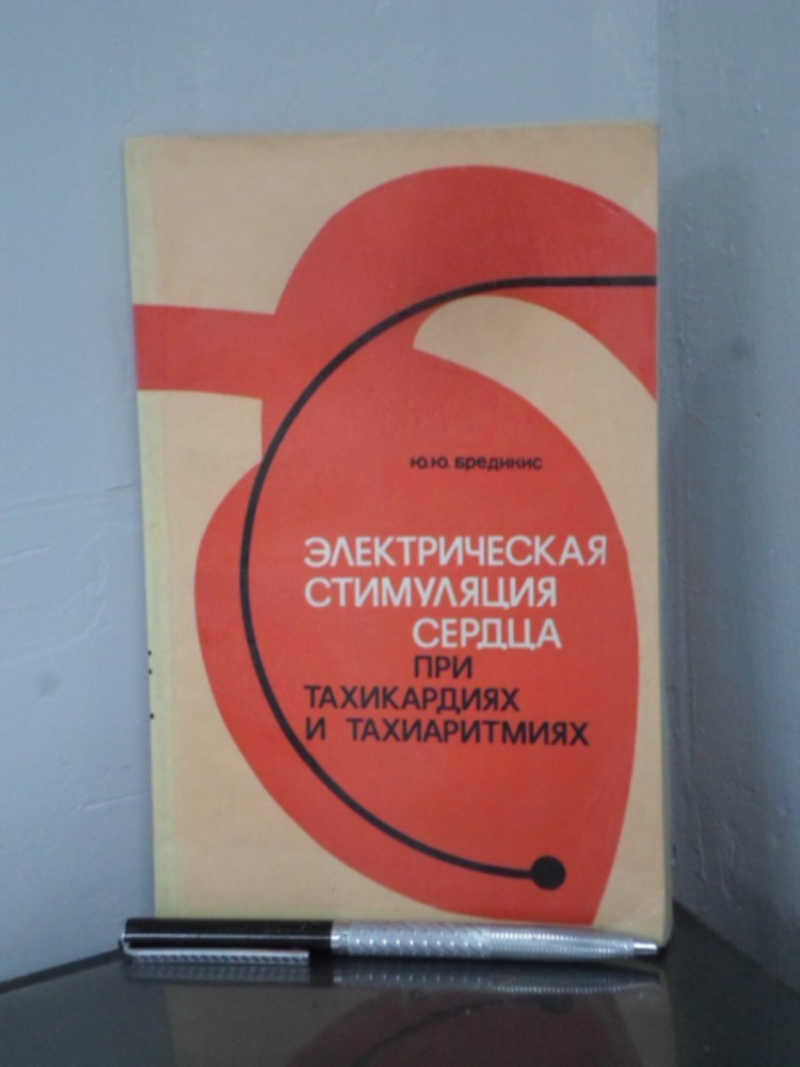 Ю.Ю. Бредикис
ЭЛЕКТРИЧЕСКАЯ
СТИМУЛЯЦИЯ
СЕРДЦА
ПРИ
ТАХИКАРДИЯХ
И ТАХИАРИТМИЯХ